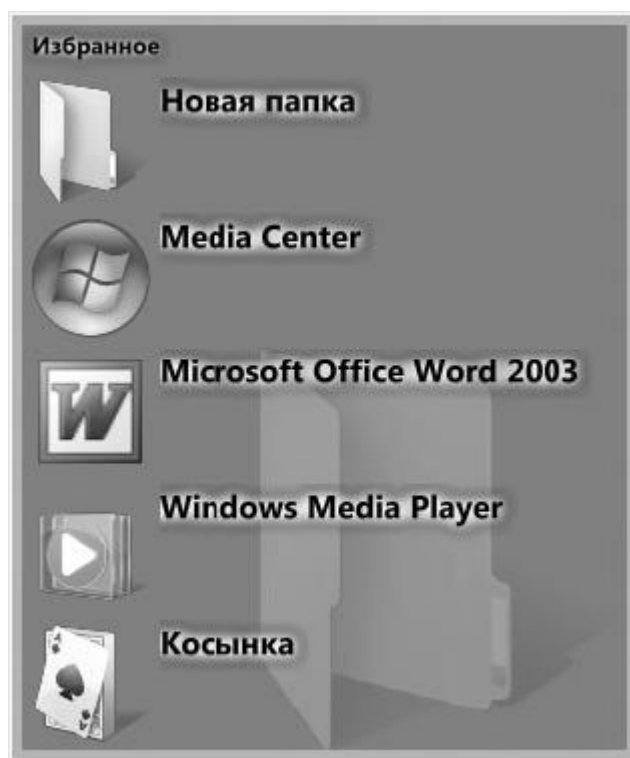 Избранное
Новая папка
Media Center
Microsoft Office Word 2003
Windows Media Player
Косынка